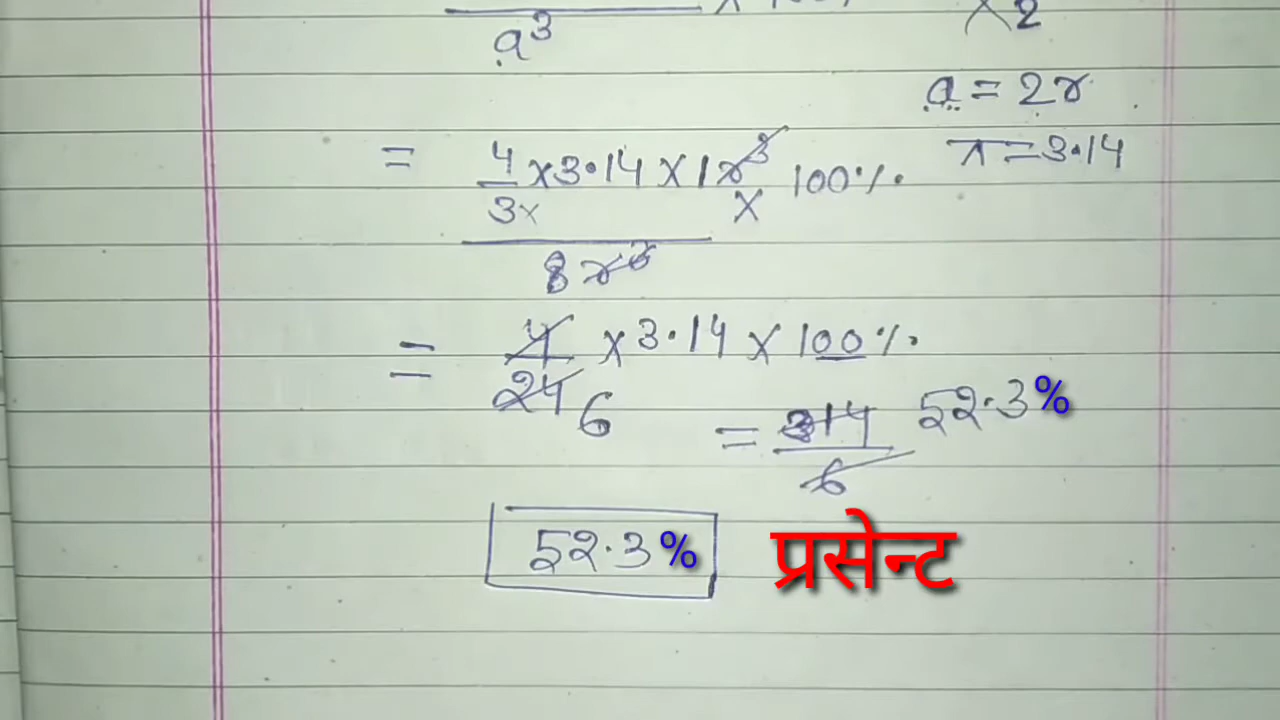 a³
× 2
a = 2r
π = 3.14
= 4/3 × 3.14 × 1r³ × 100%
8r³
= 4/24 6 × 3.14 × 100%
= 314/6 52.3%
52.3% प्रसेन्ट